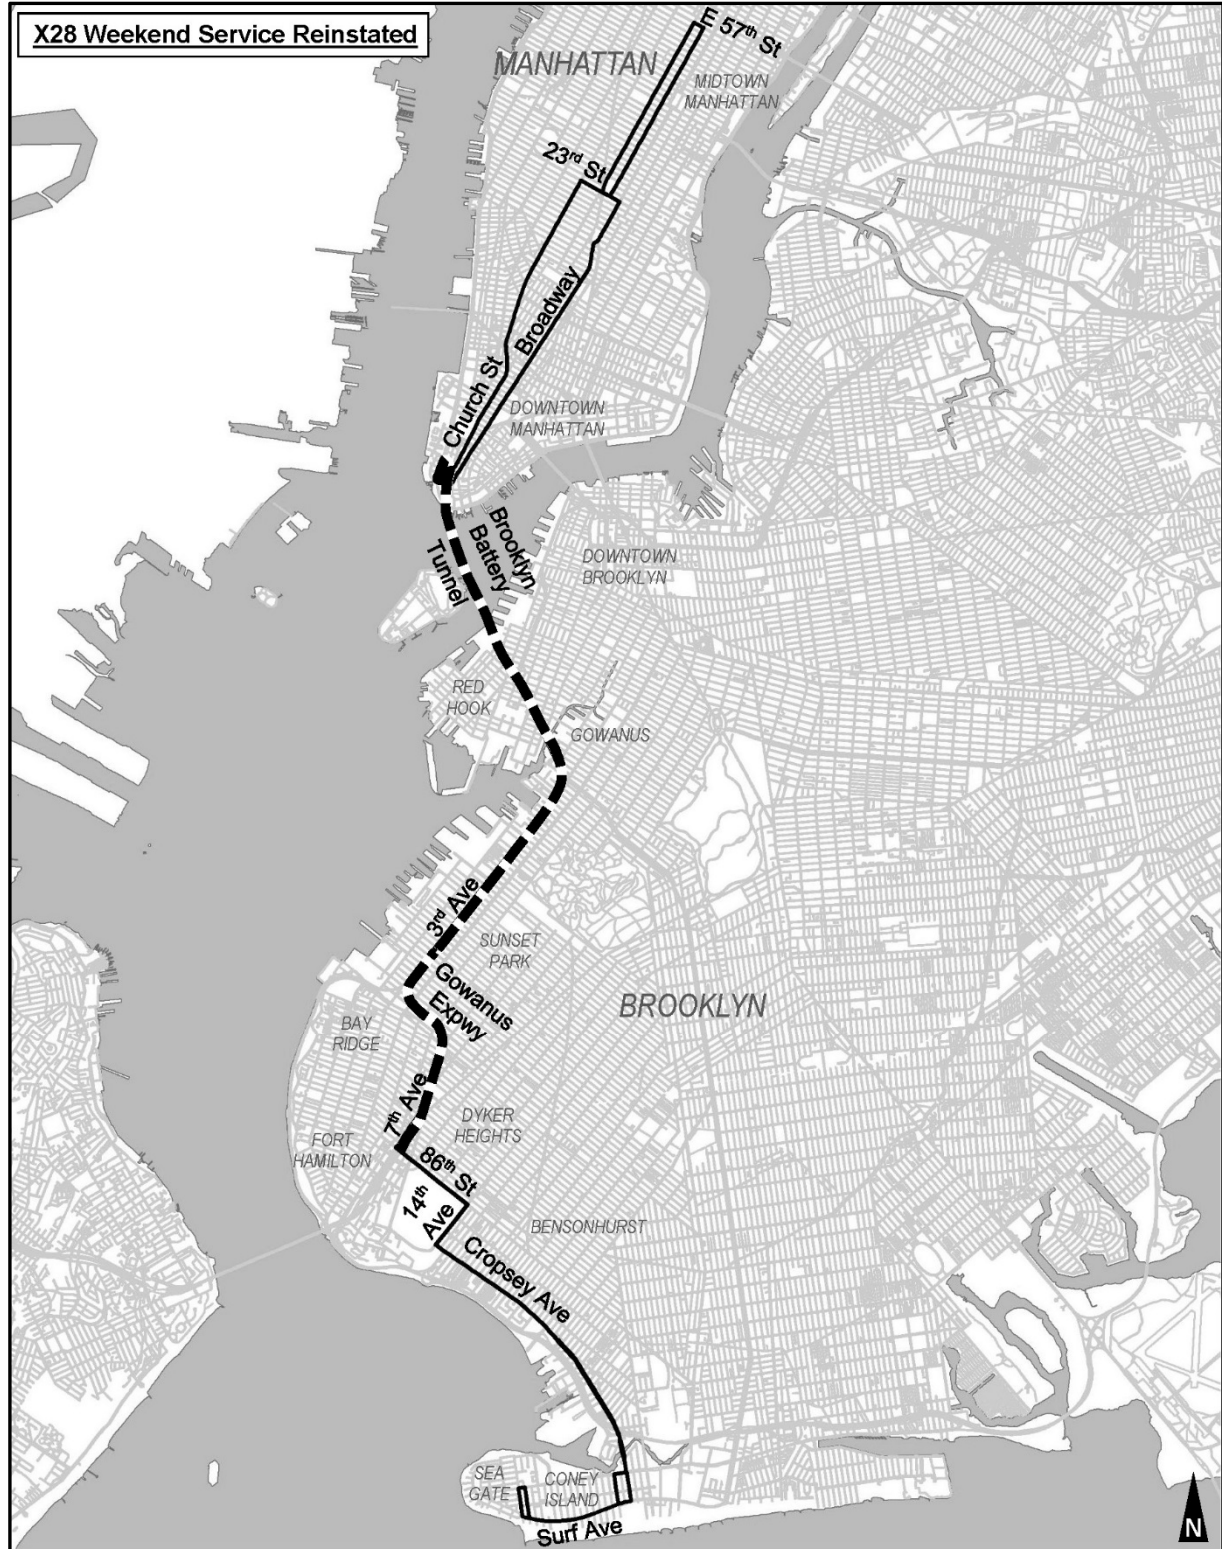 X28 Weekend Service Reinstated
E 57th St
MANHATTAN
MIDTOWN
MANHATTAN
23rd St
Broadway
Church St
DOWNTOWN
MANHATTAN
Brooklyn
Battery
Tunnel
DOWNTOWN
BROOKLYN
RED
HOOK
GOWANUS
3rd Ave
SUNSET
PARK
Gowanus
Expwy
BROOKLYN
BAY
RIDGE
7th Ave
DYKER
HEIGHTS
FORT
HAMILTON
86th St
14th
Ave
BENSONHURST
Cropsey Ave
SEA
GATE
CONEY
ISLAND
Surf Ave
N